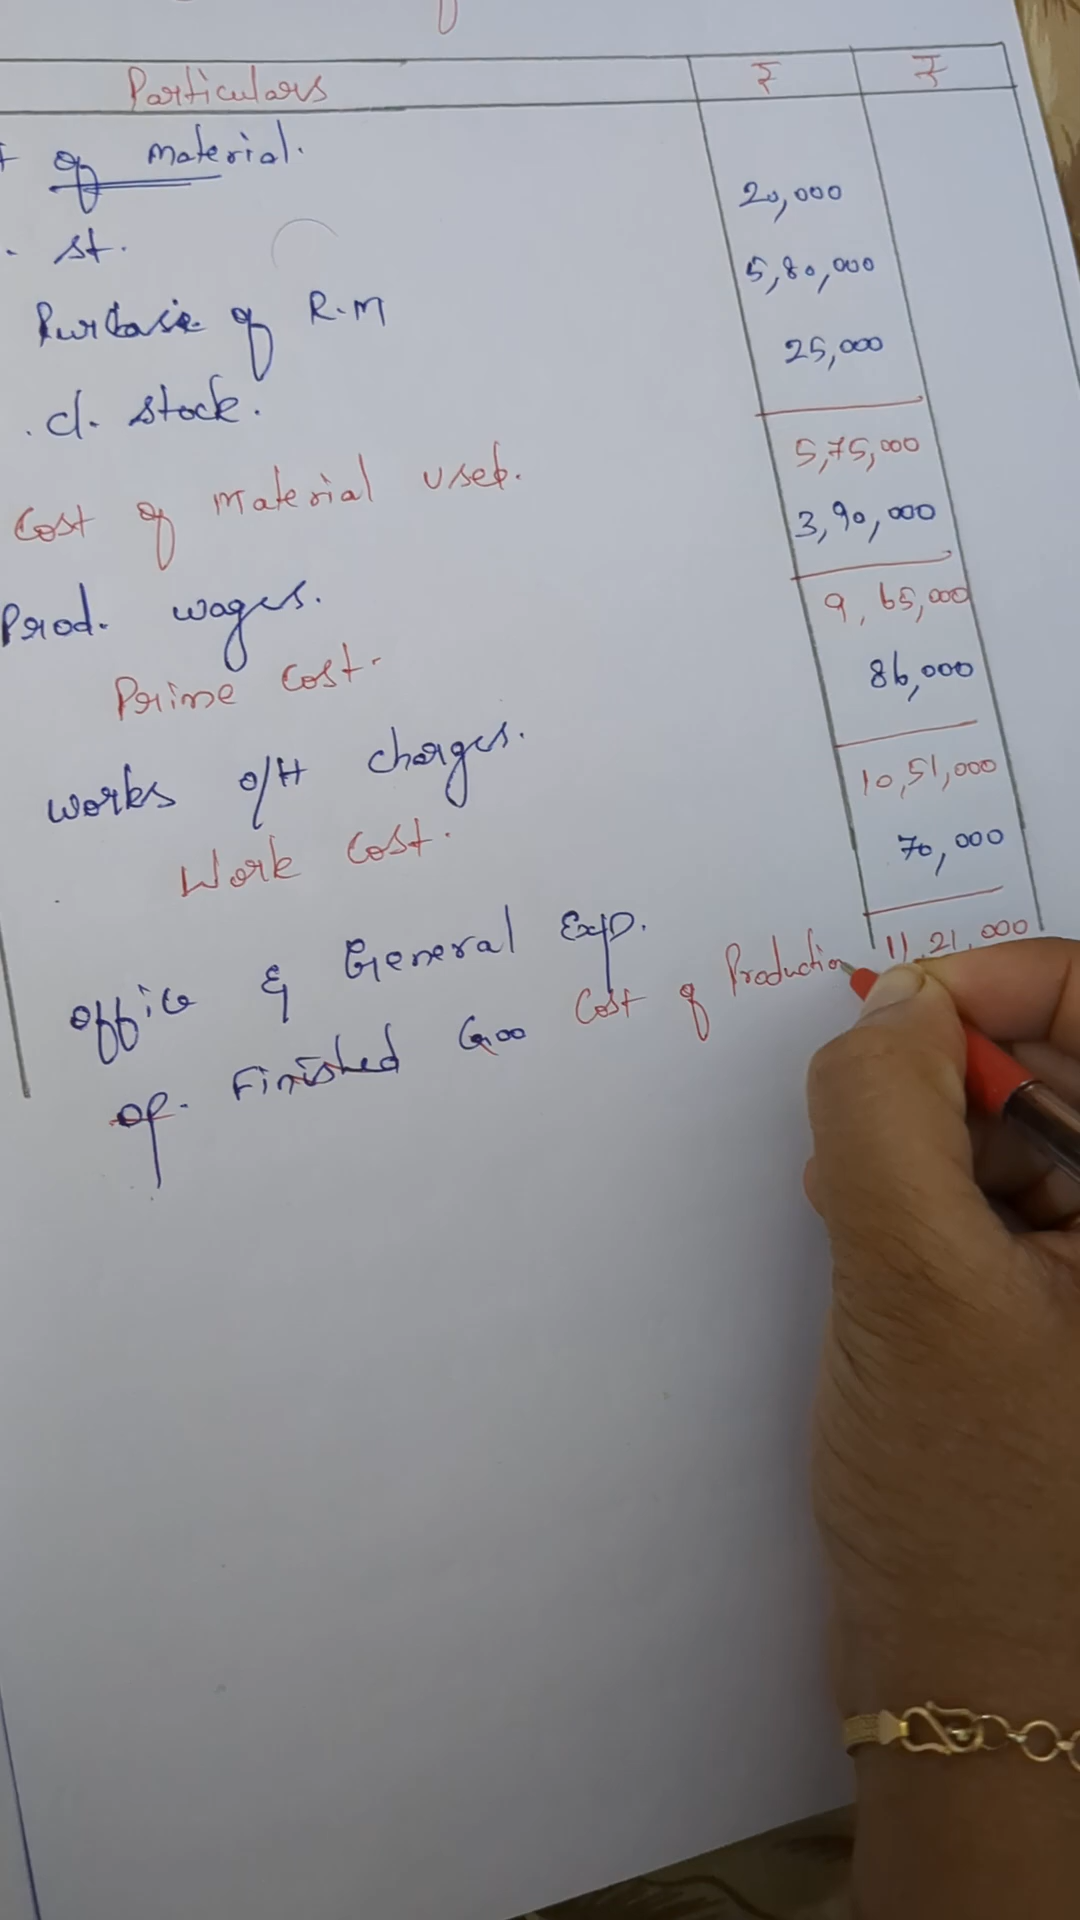 Particulars ₹ ₹
of material.
st. 20,000
Purchase of R.M 5,80,000
cl. stock. 25,000
Cost of material used. 5,75,000
Prod. wages. 3,90,000
Prime cost. 9,65,000
works o/H charges. 86,000
Work cost. 10,51,000
office & General Exp. 70,000
Cost of Production 11,21,000
op. Finished Goo